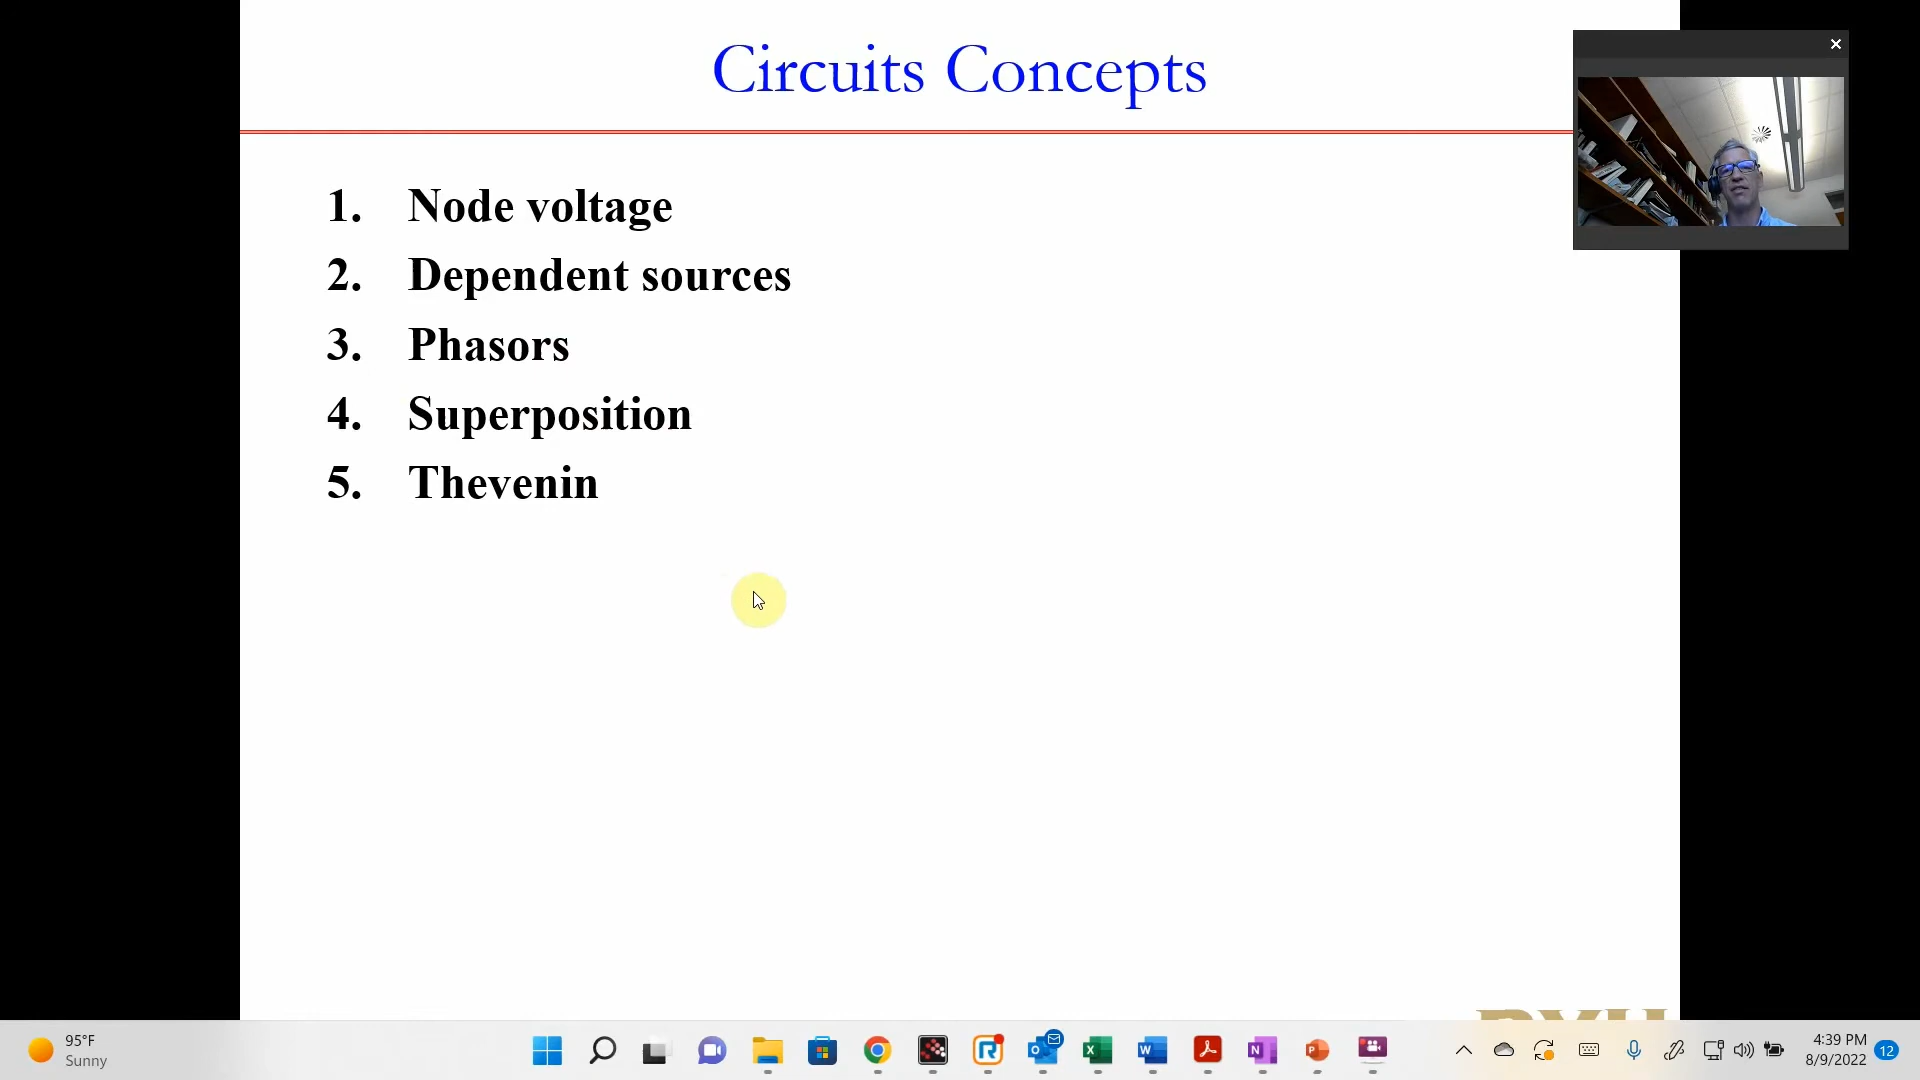 Circuits Concepts
1. Node voltage
2. Dependent sources
3. Phasors
4. Superposition
5. Thevenin
95°F
Sunny
4:39 PM
8/9/2022
12